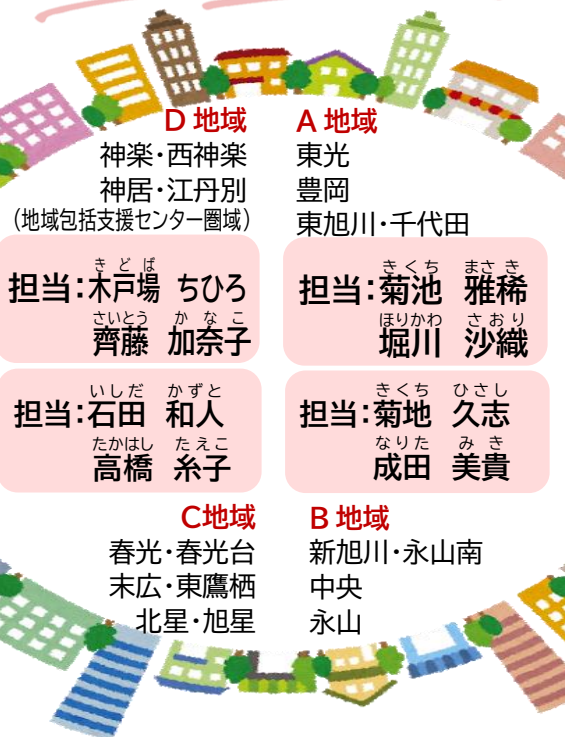 D 地域
神楽・西神楽
神居・江丹別
(地域包括支援センター圏域)
きどば
担当:木戸場 ちひろ
さいとう かなこ
齊藤 加奈子
A 地域
東光
豊岡
東旭川・千代田
きくち まさき
担当:菊池 雅稀
ほりかわ さおり
堀川 沙織
いしだ かずと
担当:石田 和人
たかはし たえこ
高橋 糸子
C地域
春光・春光台
末広・東鷹栖
北星・旭星
きくち ひさし
担当:菊地 久志
なりた みき
成田 美貴
B 地域
新旭川・永山南
中央
永山